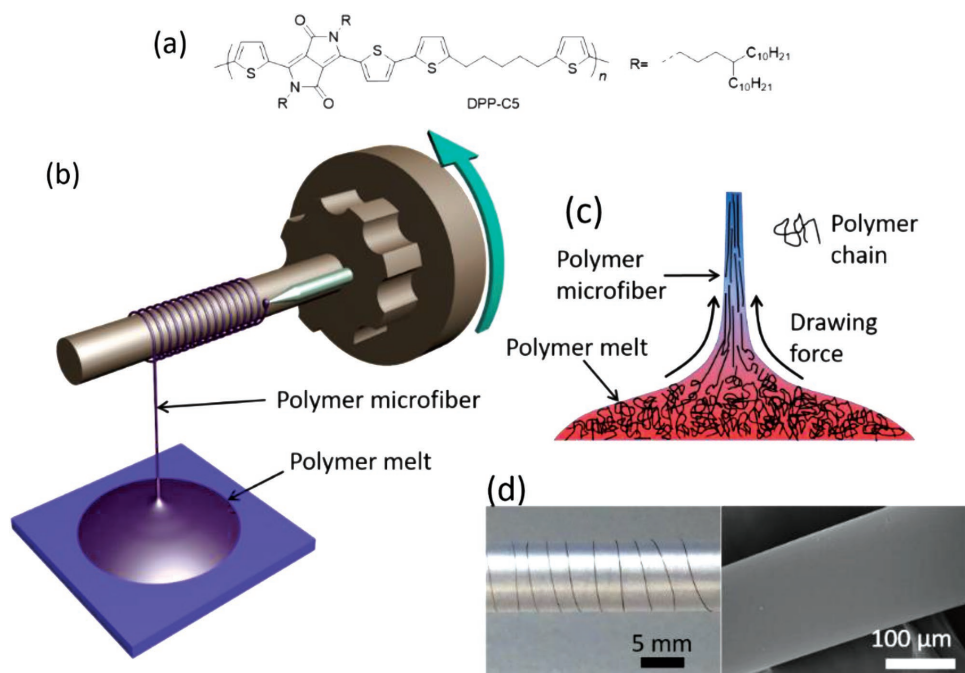 (a)
O
R
N
S
S
S
S
N
R
O
n
DPP-C5
R=
C10H21
C10H21
(b)
Polymer microfiber
Polymer melt
(c)
Polymer
chain
Polymer
microfiber
Drawing
force
Polymer melt
(d)
5 mm
100 µm